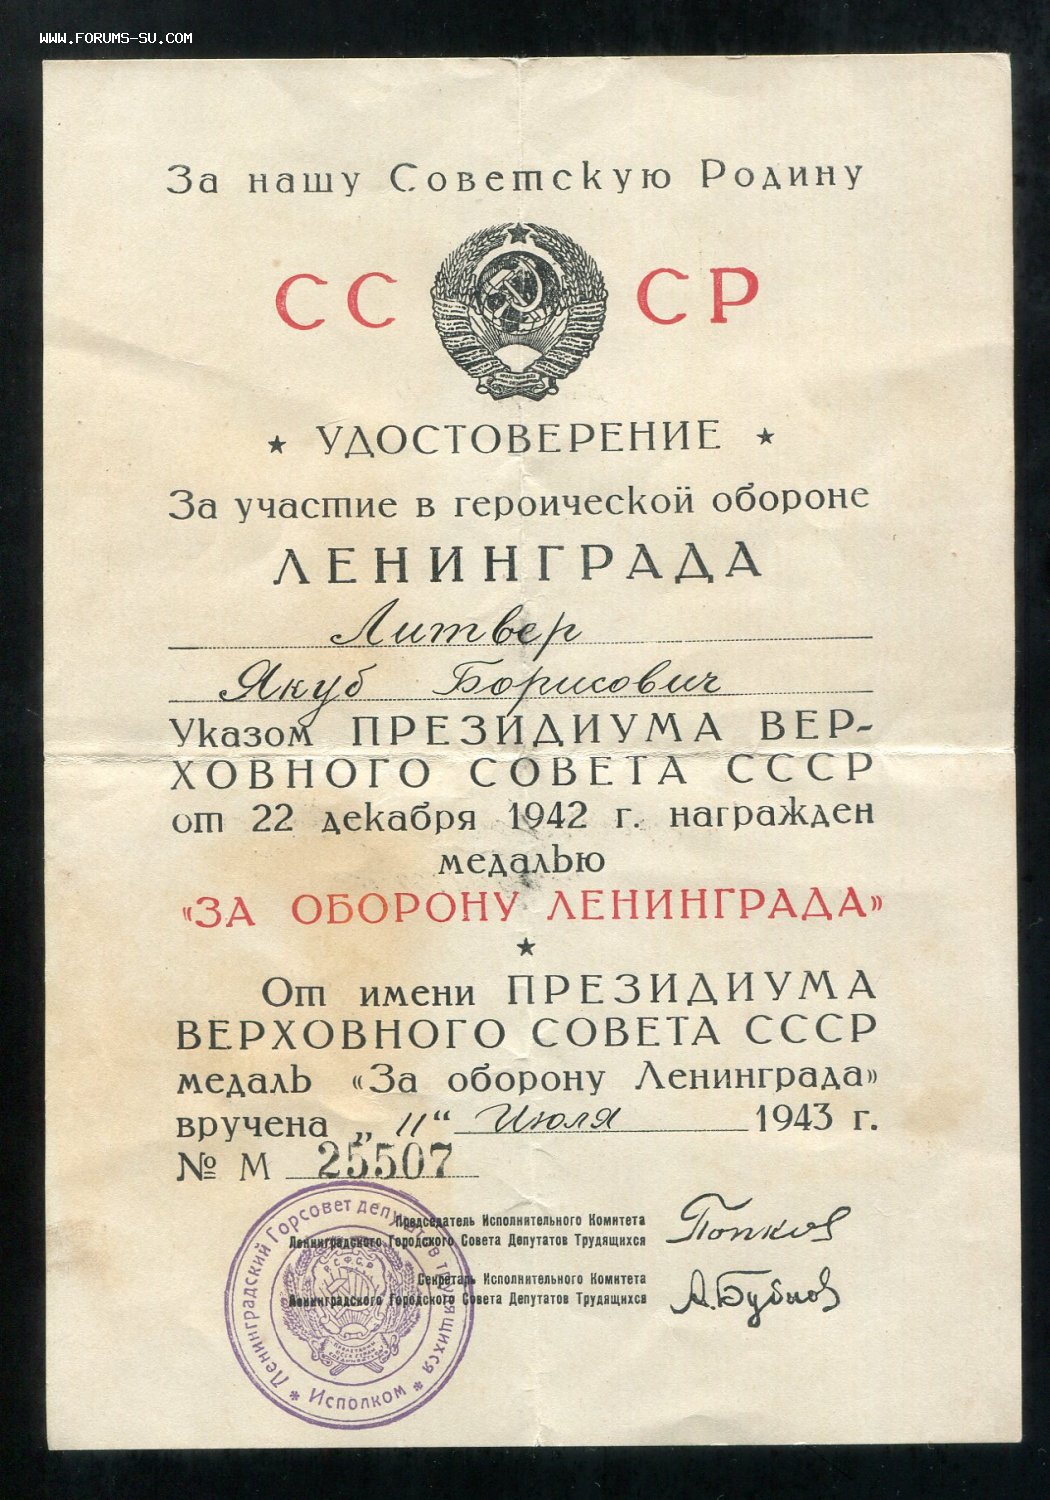 WWW.FORUMS-SU.COM
За нашу Советскую Родину
СС СР
★ УДОСТОВЕРЕНИЕ ★
За участие в героической обороне
ЛЕНИНГРАДА
Литвер
Якуб Борисович
Указом ПРЕЗИДИУМА ВЕР-
ХОВНОГО СОВЕТА СССР
от 22 декабря 1942 г. награжден
медалью
«ЗА ОБОРОНУ ЛЕНИНГРАДА»
★
От имени ПРЕЗИДИУМА
ВЕРХОВНОГО СОВЕТА СССР
медаль «За оборону Ленинграда»
вручена „ 11 “ Июля 1943 г.
№ М 25507
Председатель Исполнительного Комитета
Ленинградского Городского Совета Депутатов Трудящихся
Попков
Секретарь Исполнительного Комитета
Ленинградского Городского Совета Депутатов Трудящихся
А. Бубнов
Ленинградский Горсовет депутатов трудящихся
* Исполком *
Р.С.Ф.С.Р.